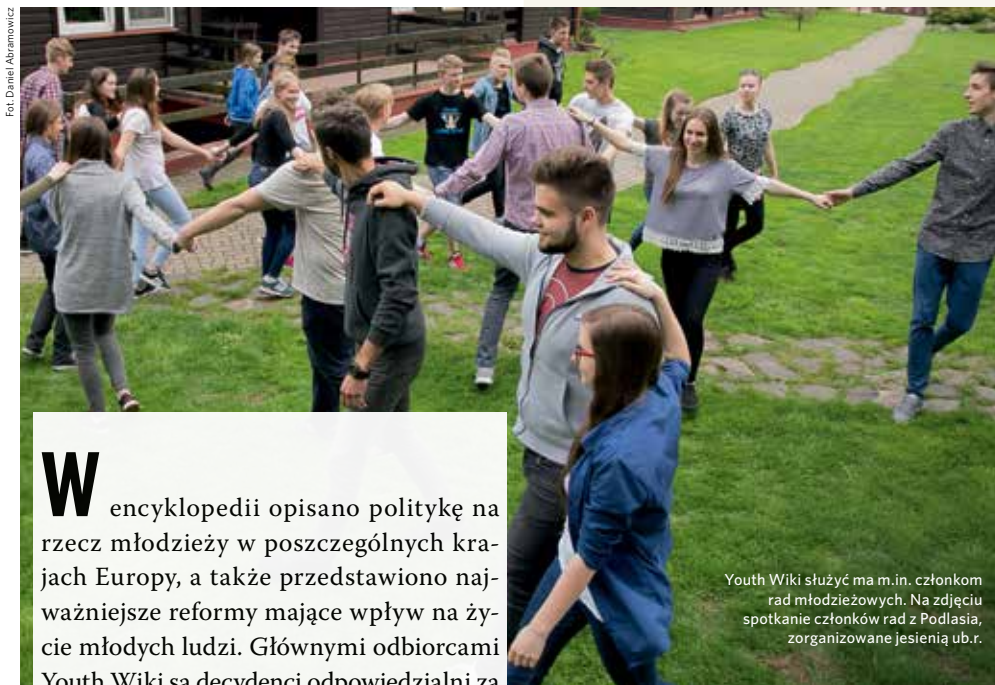 Fot. Daniel Abramowicz
W encyklopedii opisano politykę na
rzecz młodzieży w poszczególnych kra-
jach Europy, a także przedstawiono naj-
ważniejsze reformy mające wpływ na ży-
cie młodych ludzi. Głównymi odbiorcami
Youth Wiki są decydenci odpowiedzialni za
Youth Wiki służyć ma m.in. członkom
rad młodzieżowych. Na zdjęciu
spotkanie członków rad z Podlasia,
zorganizowane jesienią ub.r.